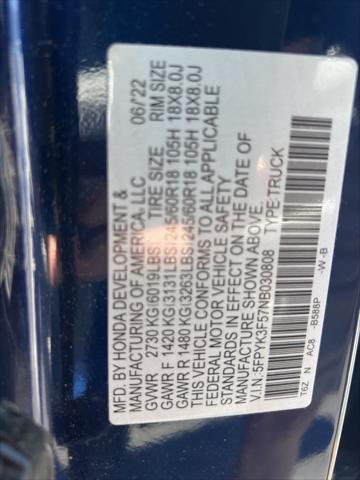 MFD BY HONDA DEVELOPMENT & 06/22
MANUFACTURING OF AMERICA, LLC
GVWR 2730 KG(6019LBS) TIRE SIZE RIM SIZE
GAWR F 1420 KG(3131LBS)245/60R18 105H 18X8.0J
GAWR R 1480 KG(3263LBS)245/60R18 105H 18X8.0J
THIS VEHICLE CONFORMS TO ALL APPLICABLE
FEDERAL MOTOR VEHICLE SAFETY
STANDARDS IN EFFECT ON THE DATE OF
MANUFACTURE SHOWN ABOVE.
V.I.N.:5FPYK3F57NB030808 TYPE:TRUCK
T6Z N AC8 -B588P -W -B